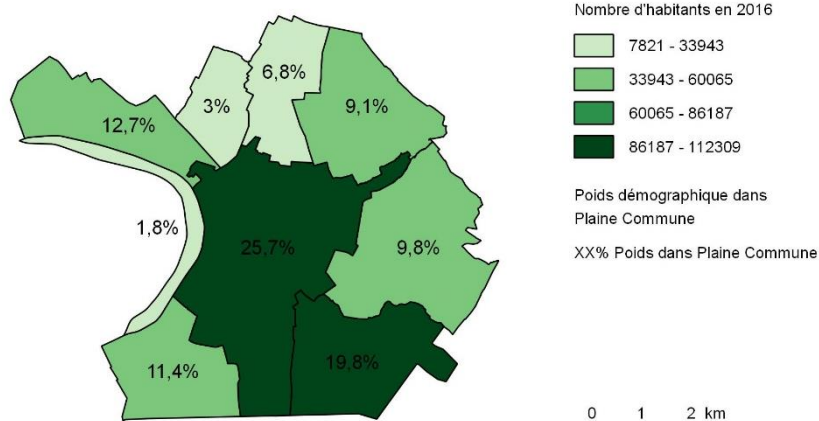 Nombre d'habitants en 2016
7821 - 33943
33943 - 60065
60065 - 86187
86187 - 112309
Poids démographique dans
Plaine Commune
XX% Poids dans Plaine Commune
6,8%
3%
9,1%
12,7%
1,8%
25,7%
9,8%
11,4%
19,8%
0 1 2 km